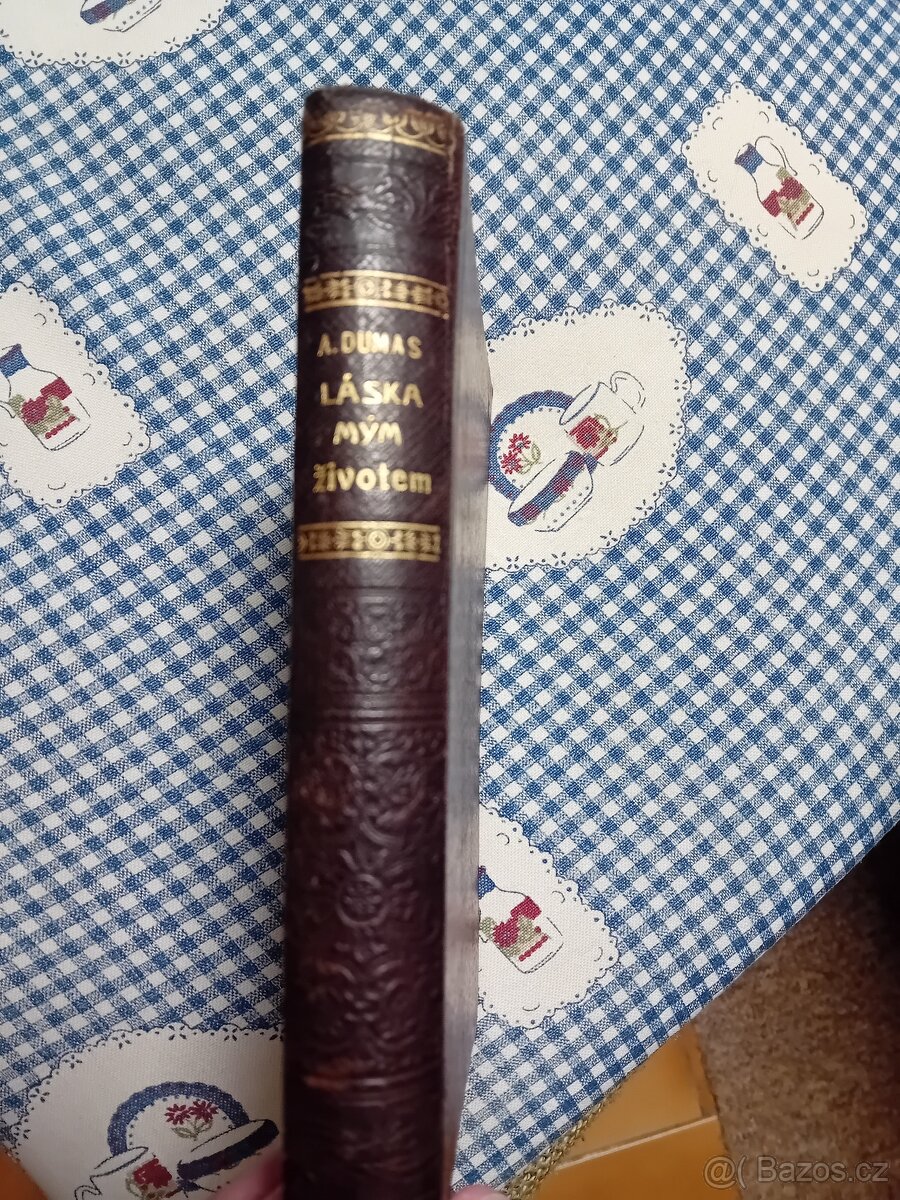 A. DUMAS
LÁSKA
MÝM
životem
@( Bazos.cz